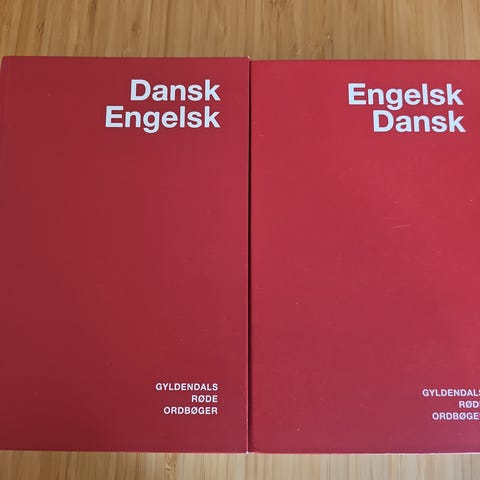 Dansk
Engelsk
GYLDENDALS
RØDE
ORDBØGER
Engelsk
Dansk
GYLDENDALS
RØDE
ORDBØGER